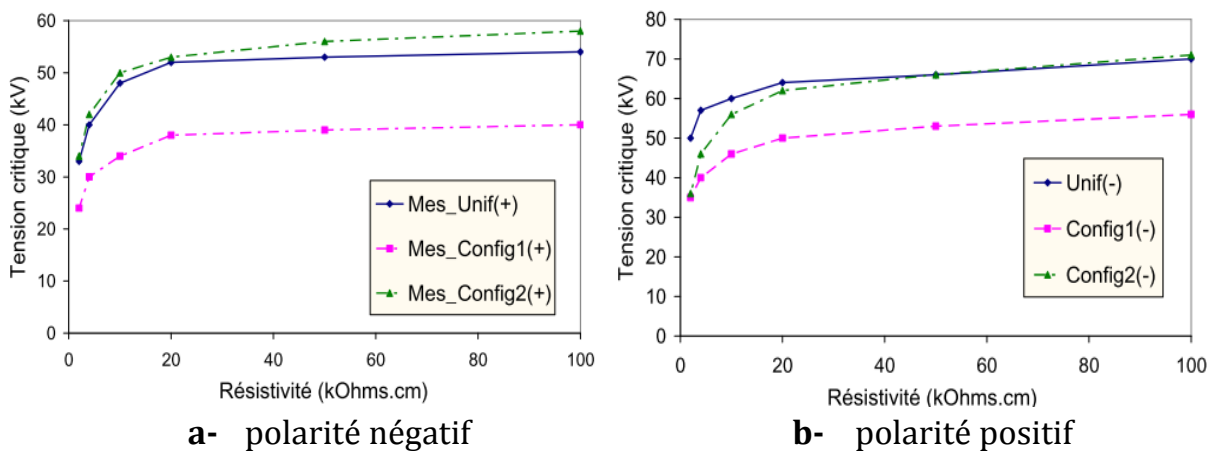 60
50
40
30
20
10
0
Tension critique (kV)
0 20 40 60 80 100
Résistivité (kOhms.cm)
Mes_Unif(+)
Mes_Config1(+)
Mes_Config2(+)
a- polarité négatif
80
70
60
50
40
30
20
10
0
Tension critique (kV)
0 20 40 60 80 100
Résistivité (kOhms.cm)
Unif(-)
Config1(-)
Config2(-)
b- polarité positif